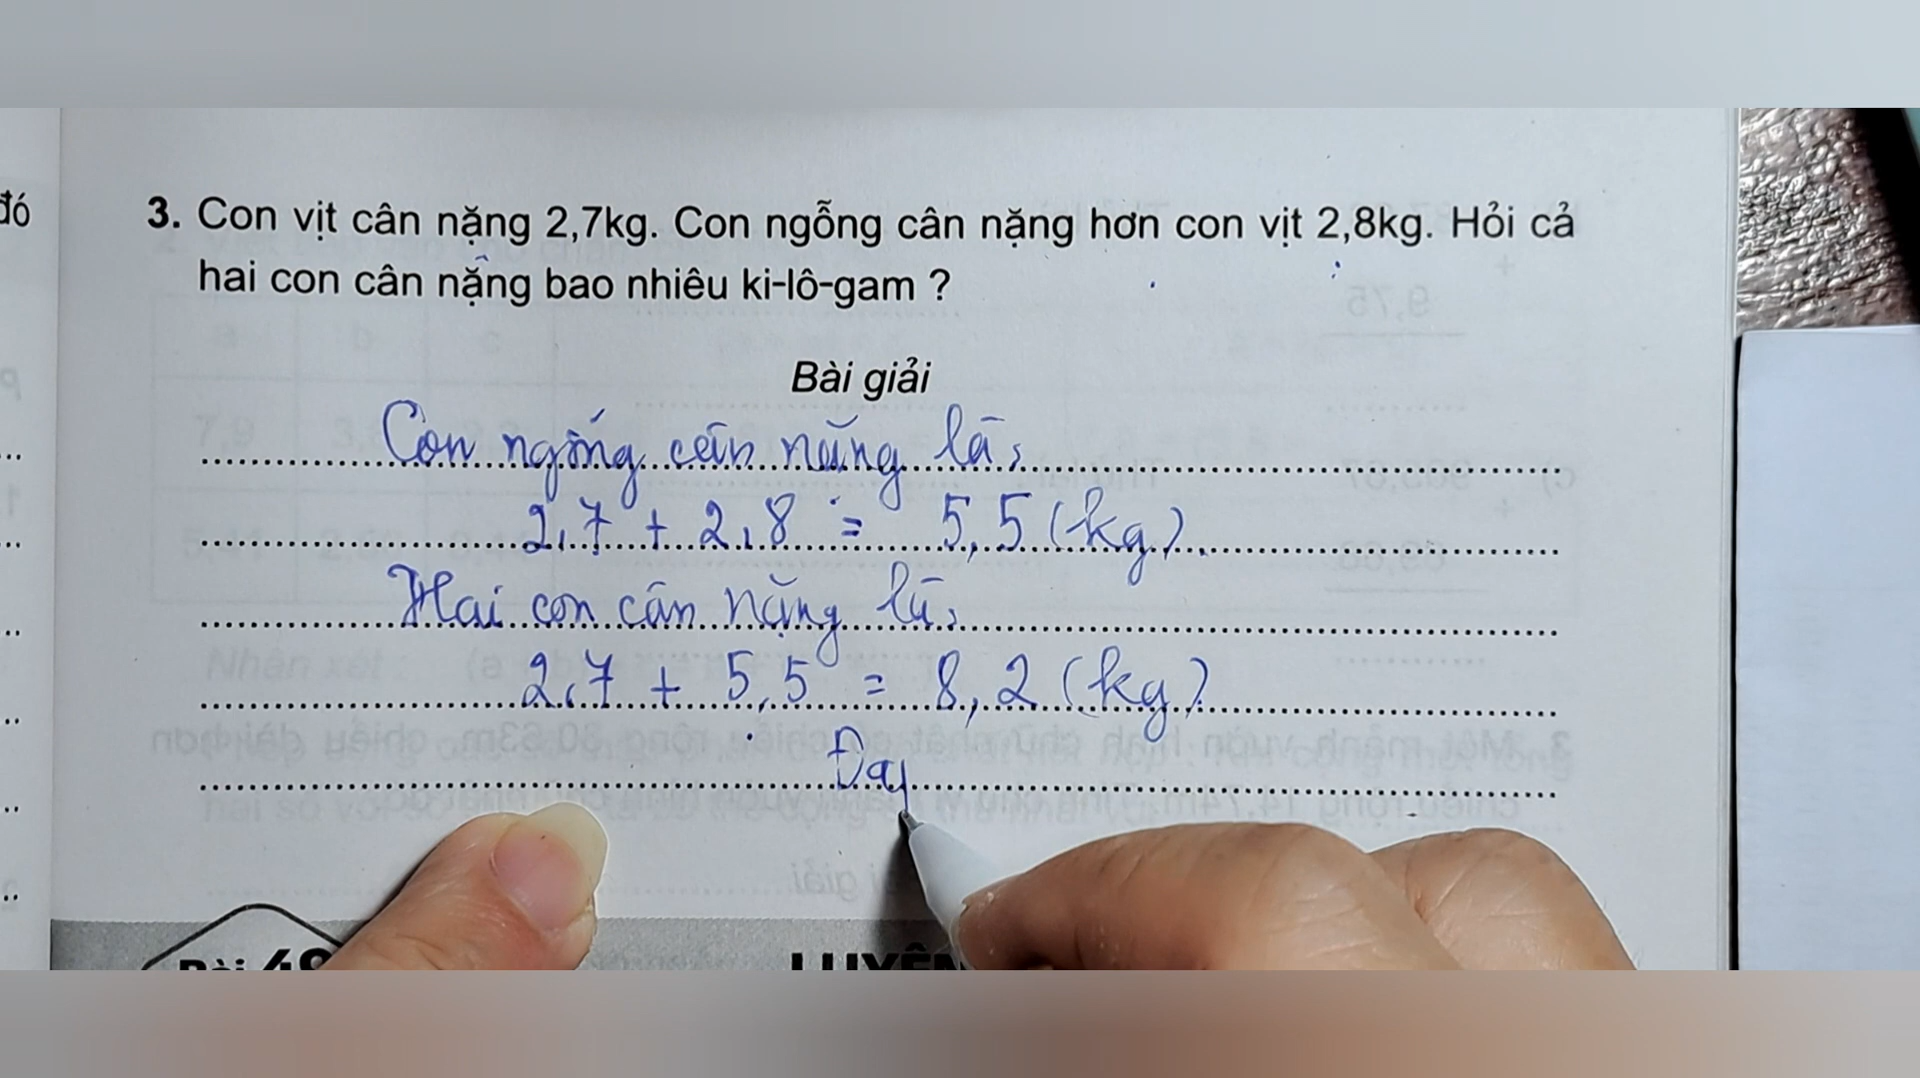 đó
3. Con vịt cân nặng 2,7kg. Con ngỗng cân nặng hơn con vịt 2,8kg. Hỏi cả
hai con cân nặng bao nhiêu ki-lô-gam ?
Bài giải
Con ngỗng cân nặng là:
2,7 + 2,8 = 5,5 (kg)
Hai con cân nặng là:
2,7 + 5,5 = 8,2 (kg)
Đa